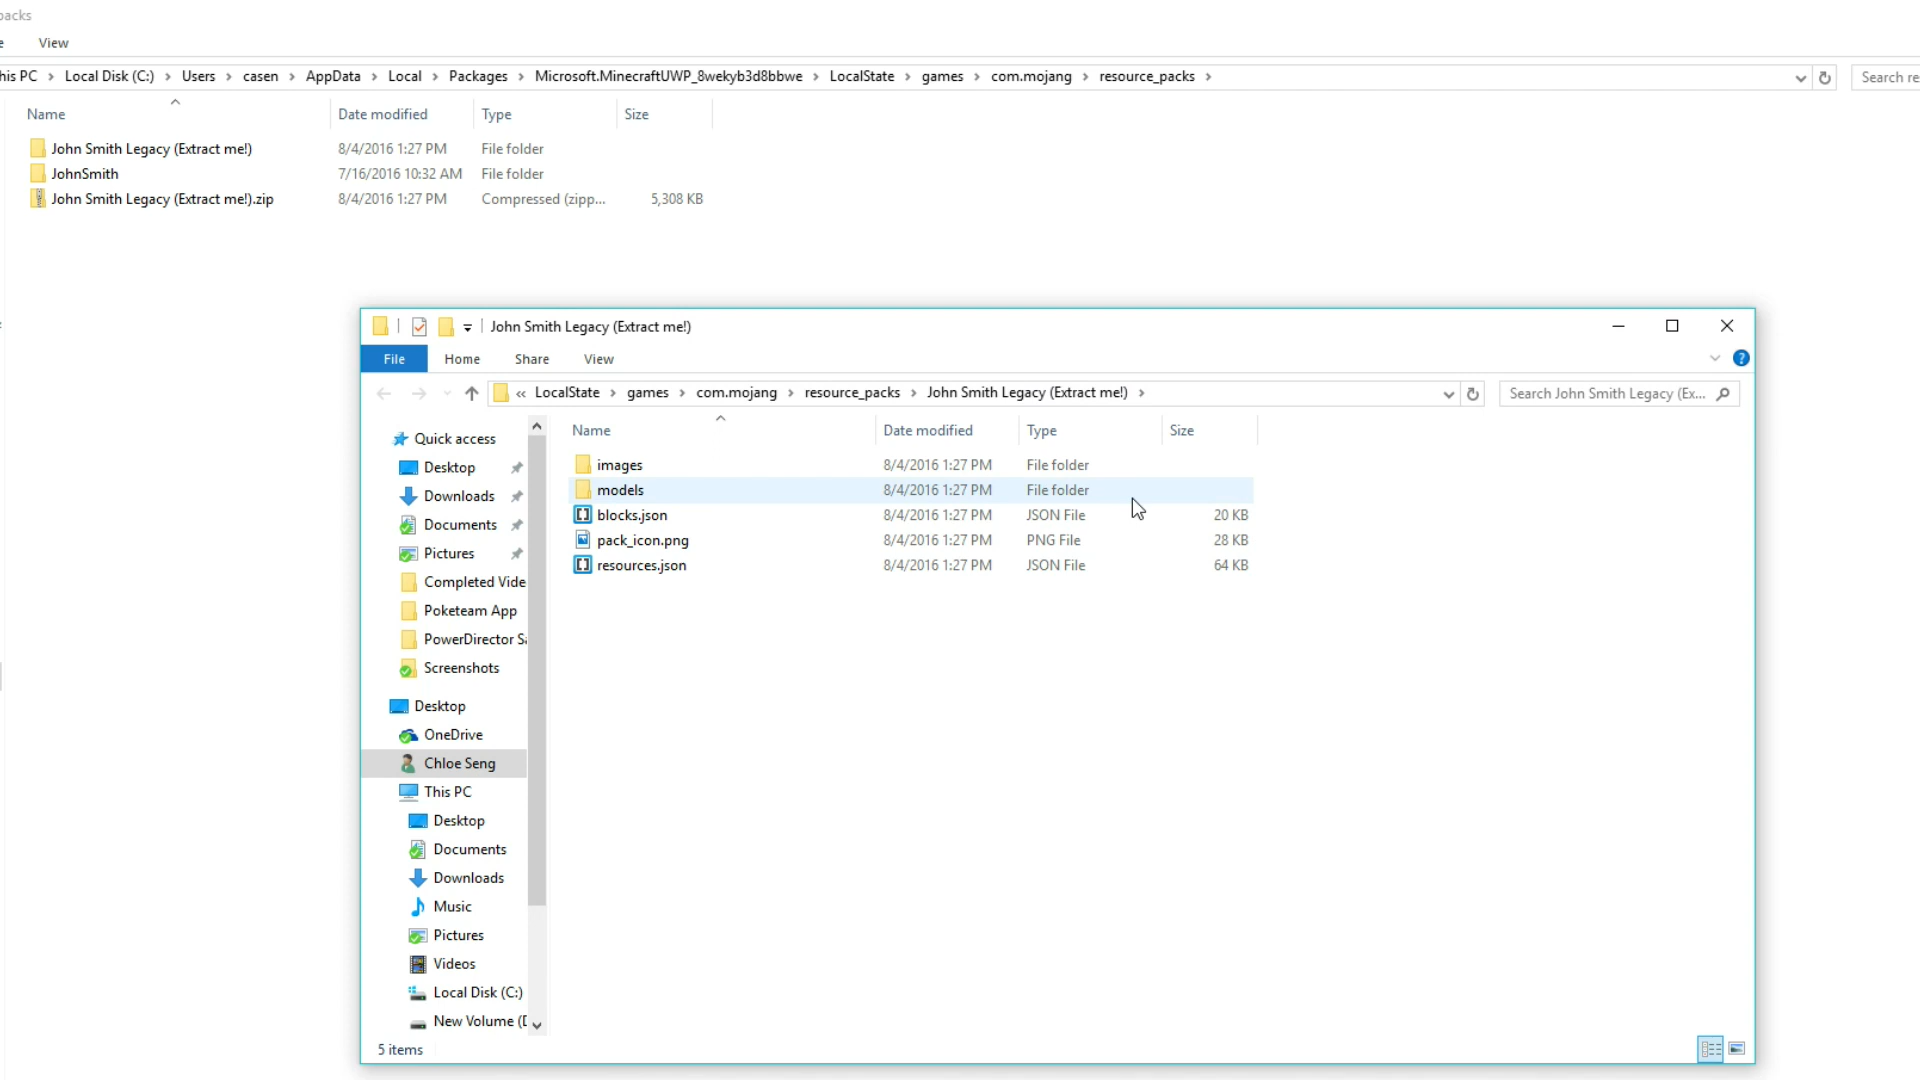 packs
e View
his PC > Local Disk (C:) > Users > casen > AppData > Local > Packages > Microsoft.MinecraftUWP_8wekyb3d8bbwe > LocalState > games > com.mojang > resource_packs > Search re
Name Date modified Type Size
John Smith Legacy (Extract me!) 8/4/2016 1:27 PM File folder
JohnSmith 7/16/2016 10:32 AM File folder
John Smith Legacy (Extract me!).zip 8/4/2016 1:27 PM Compressed (zipp... 5,308 KB
John Smith Legacy (Extract me!)
File Home Share View
« LocalState > games > com.mojang > resource_packs > John Smith Legacy (Extract me!) > Search John Smith Legacy (Ex...
Name Date modified Type Size
images 8/4/2016 1:27 PM File folder
models 8/4/2016 1:27 PM File folder
blocks.json 8/4/2016 1:27 PM JSON File 20 KB
pack_icon.png 8/4/2016 1:27 PM PNG File 28 KB
resources.json 8/4/2016 1:27 PM JSON File 64 KB
Quick access
Desktop
Downloads
Documents
Pictures
Completed Vide
Poketeam App
PowerDirector Sa
Screenshots
Desktop
OneDrive
Chloe Seng
This PC
Desktop
Documents
Downloads
Music
Pictures
Videos
Local Disk (C:)
New Volume (D
5 items